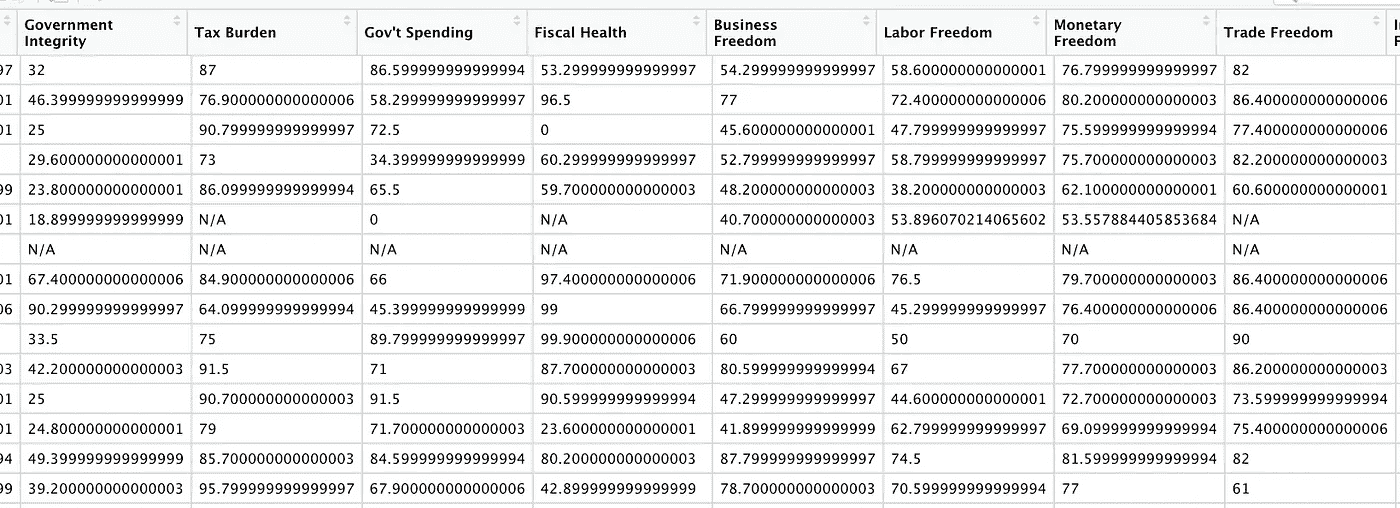 Government Integrity Tax Burden Gov't Spending Fiscal Health Business Freedom Labor Freedom Monetary Freedom Trade Freedom
97 32 87 86.599999999999994 53.299999999999997 54.299999999999997 58.600000000000001 76.799999999999997 82
01 46.399999999999999 76.900000000000006 58.299999999999997 96.5 77 72.400000000000006 80.200000000000003 86.400000000000006
01 25 90.799999999999997 72.5 0 45.600000000000001 47.799999999999997 75.599999999999994 77.400000000000006
29.600000000000001 73 34.399999999999999 60.299999999999997 52.799999999999997 58.799999999999997 75.700000000000003 82.200000000000003
99 23.800000000000001 86.099999999999994 65.5 59.700000000000003 48.200000000000003 38.200000000000003 62.100000000000001 60.600000000000001
01 18.899999999999999 N/A 0 N/A 40.700000000000003 53.896070214065602 53.557884405853684 N/A
N/A N/A N/A N/A N/A N/A N/A N/A
01 67.400000000000006 84.900000000000006 66 97.400000000000006 71.900000000000006 76.5 79.700000000000003 86.400000000000006
06 90.299999999999997 64.099999999999994 45.399999999999999 99 66.799999999999997 45.299999999999997 76.400000000000006 86.400000000000006
33.5 75 89.799999999999997 99.900000000000006 60 50 70 90
03 42.200000000000003 91.5 71 87.700000000000003 80.599999999999994 67 77.700000000000003 86.200000000000003
01 25 90.700000000000003 91.5 90.599999999999994 47.299999999999997 44.600000000000001 72.700000000000003 73.599999999999994
01 24.800000000000001 79 71.700000000000003 23.600000000000001 41.899999999999999 62.799999999999997 69.099999999999994 75.400000000000006
94 49.399999999999999 85.700000000000003 84.599999999999994 80.200000000000003 87.799999999999997 74.5 81.599999999999994 82
99 39.200000000000003 95.799999999999997 67.900000000000006 42.899999999999999 78.700000000000003 70.599999999999994 77 61